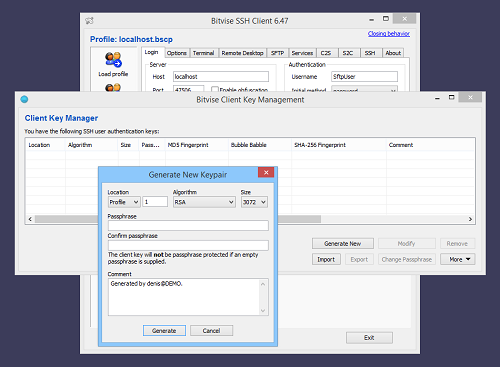 Bitvise SSH Client 6.47
Closing behavior
Profile: localhost.bscp
Login Options Terminal Remote Desktop SFTP Services C2S S2C SSH About
Load profile
Server
Host localhost
Port 47506 Enable obfuscation
Authentication
Username SftpUser
Initial method password
Bitvise Client Key Management
Client Key Manager
You have the following SSH user authentication keys:
Location Algorithm Size Pass... MD5 Fingerprint Bubble Babble SHA-256 Fingerprint Comment
Generate New Keypair
Location Algorithm Size
Profile 1 RSA 3072
Passphrase
Confirm passphrase
The client key will not be passphrase protected if an empty
passphrase is supplied.
Comment
Generated by denis@DEMO.
Generate Cancel
Generate New Modify Remove
Import Export Change Passphrase More
Exit